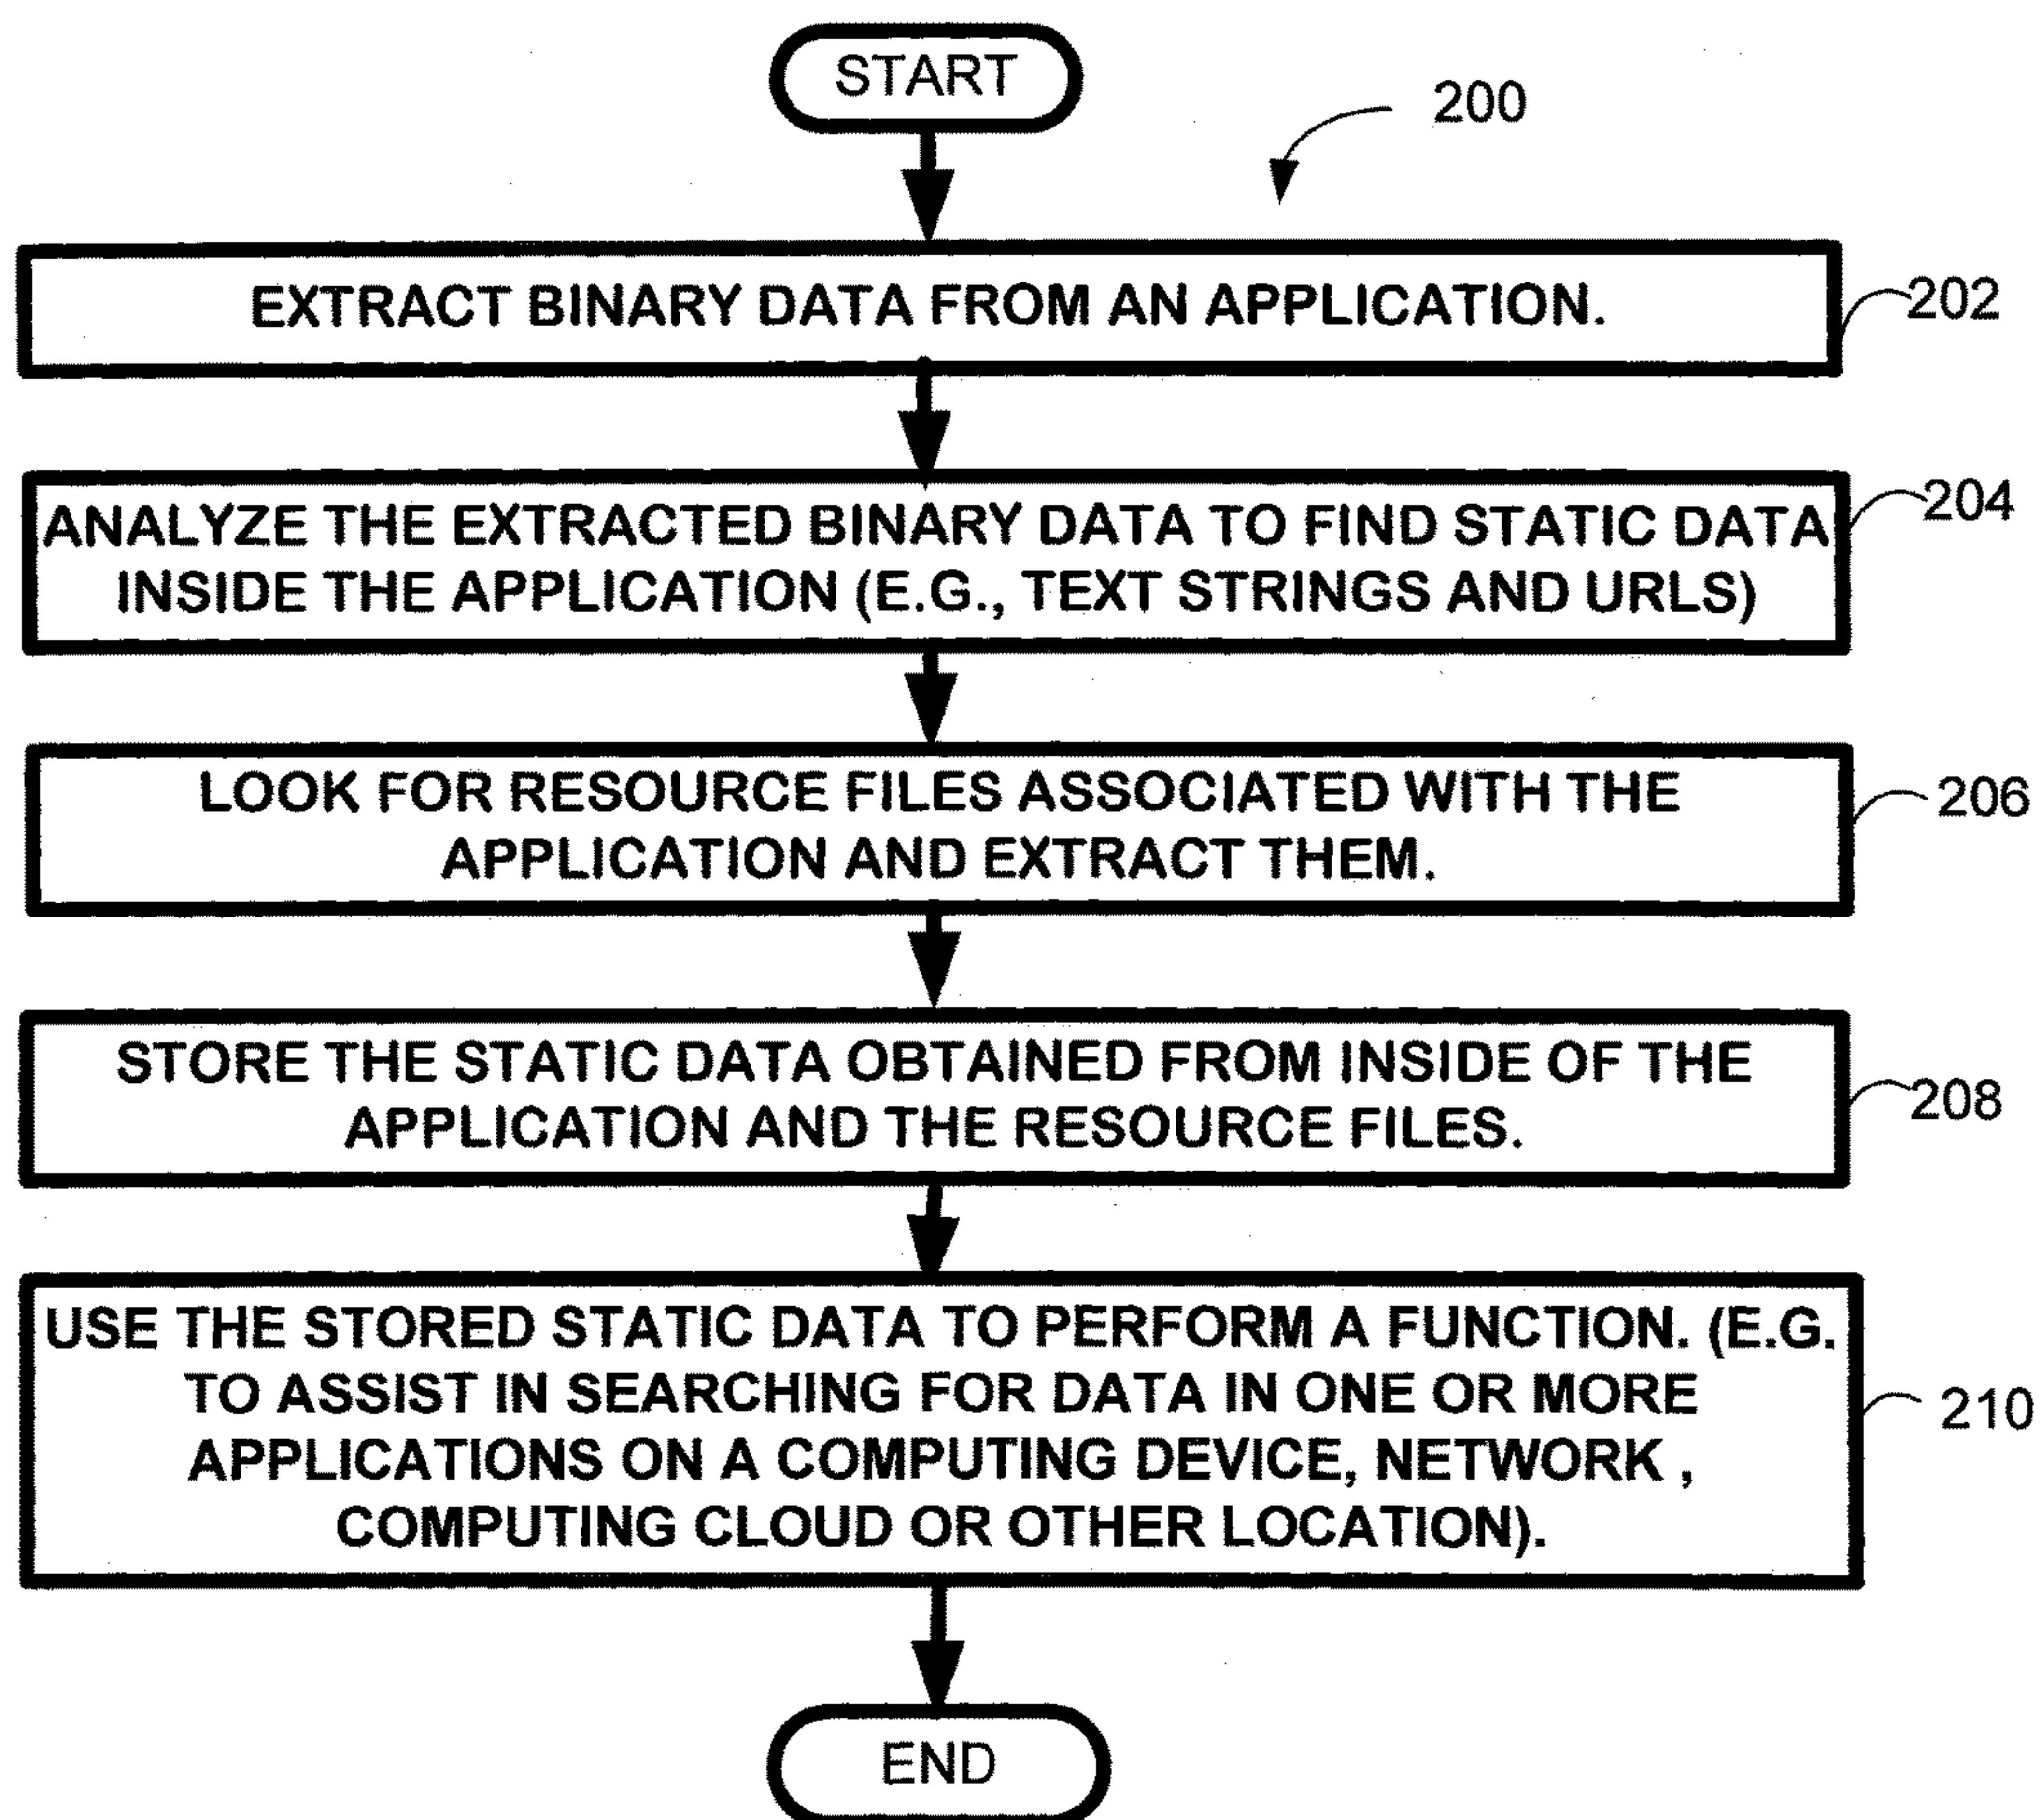 START
200
EXTRACT BINARY DATA FROM AN APPLICATION.
202
ANALYZE THE EXTRACTED BINARY DATA TO FIND STATIC DATA
INSIDE THE APPLICATION (E.G., TEXT STRINGS AND URLS)
204
LOOK FOR RESOURCE FILES ASSOCIATED WITH THE
APPLICATION AND EXTRACT THEM.
206
STORE THE STATIC DATA OBTAINED FROM INSIDE OF THE
APPLICATION AND THE RESOURCE FILES.
208
USE THE STORED STATIC DATA TO PERFORM A FUNCTION. (E.G.
TO ASSIST IN SEARCHING FOR DATA IN ONE OR MORE
APPLICATIONS ON A COMPUTING DEVICE, NETWORK ,
COMPUTING CLOUD OR OTHER LOCATION).
210
END